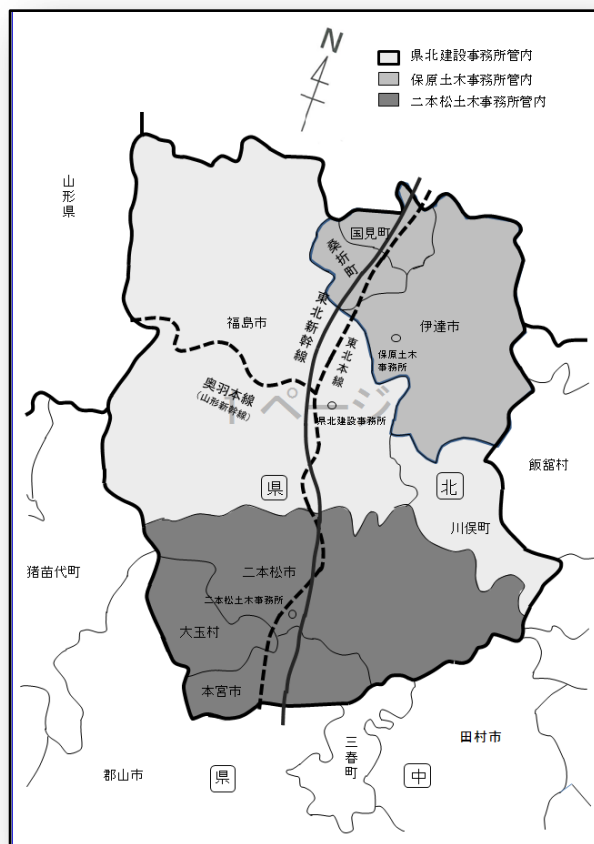 N
県北建設事務所管内
保原土木事務所管内
二本松土木事務所管内
山形県
国見町
桑折町
福島市
東北新幹線
東北本線
伊達市
保原土木
事務所
奥羽本線
(山形新幹線)
ページ
県北建設事務所
県
北
飯舘村
川俣町
猪苗代町
二本松市
二本松土木事務所
大玉村
本宮市
三春町
田村市
郡山市
県
中